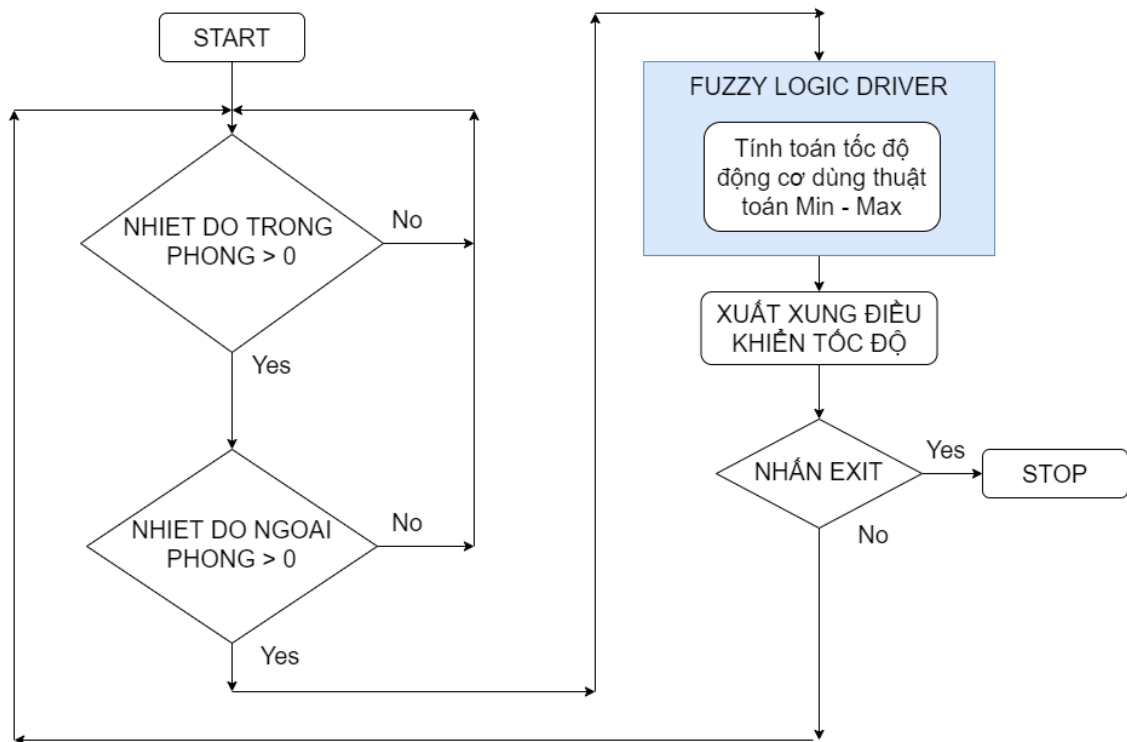 START
NHIET DO TRONG
PHONG > 0
No
Yes
NHIET DO NGOAI
PHONG > 0
No
Yes
FUZZY LOGIC DRIVER
Tính toán tốc độ
động cơ dùng thuật
toán Min - Max
XUẤT XUNG ĐIỀU
KHIỂN TỐC ĐỘ
NHẤN EXIT
Yes
STOP
No